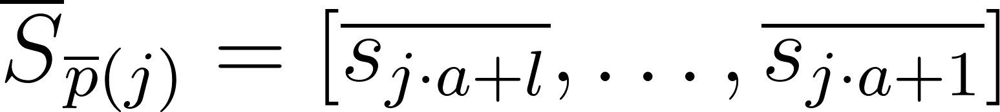 $\overline{S}_{\overline{p}(j)} = [\overline{s_{j \cdot a+l}}, \ldots, \overline{s_{j \cdot a+1}}]$